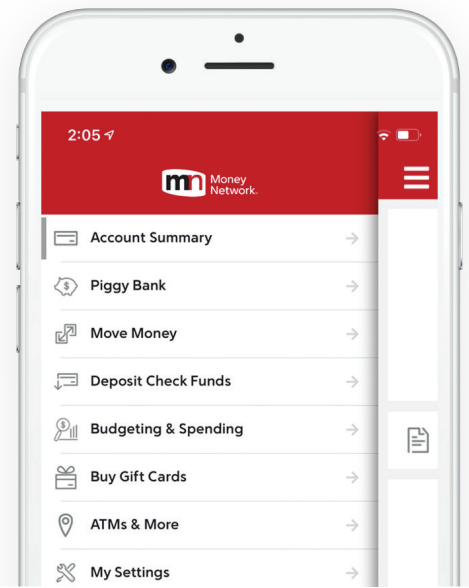 2:05
mn Money
Network.
Account Summary
Piggy Bank
Move Money
Deposit Check Funds
Budgeting & Spending
Buy Gift Cards
ATMs & More
My Settings